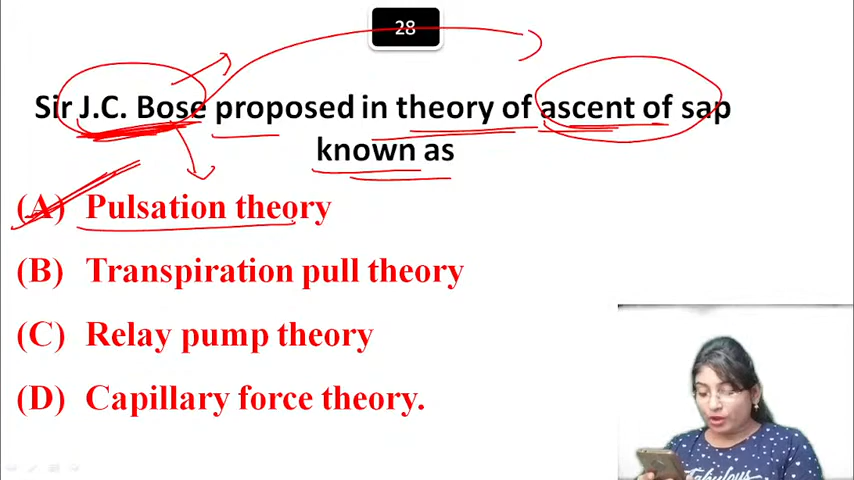 28
Sir J.C. Bose proposed in theory of ascent of sap
known as
(A) Pulsation theory
(B) Transpiration pull theory
(C) Relay pump theory
(D) Capillary force theory.
fabulous